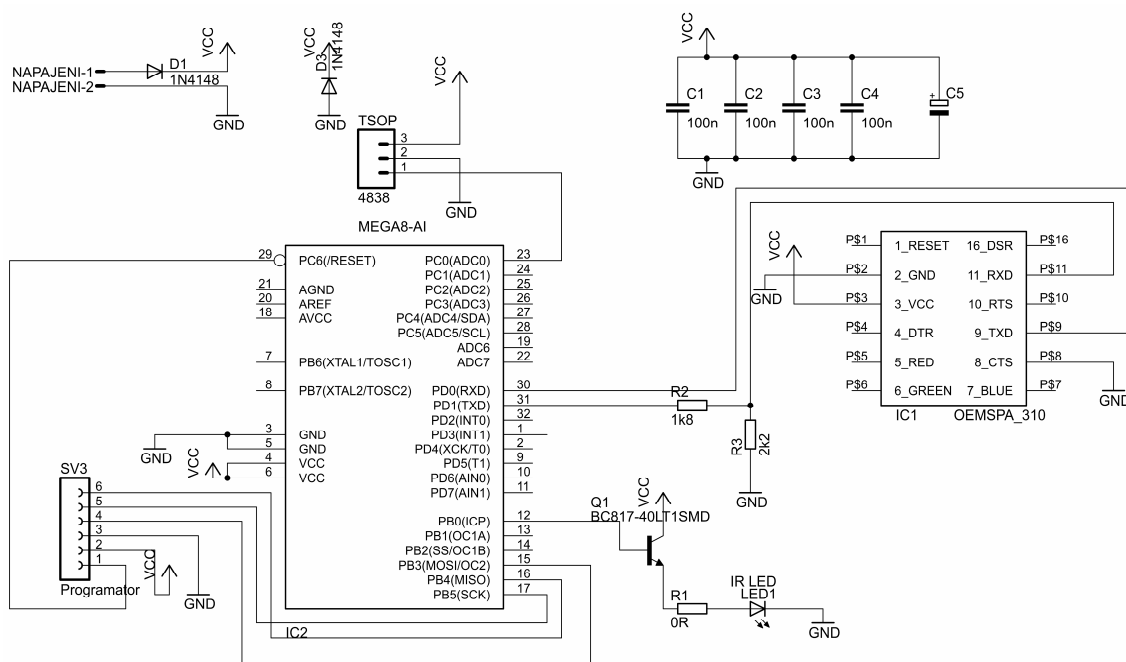 NAPAJENI-1
NAPAJENI-2
D1
1N4148
VCC
GND
VCC
D3
1N4148
GND
VCC
TSOP
3
2
1
4838
GND
VCC
C1
100n
C2
100n
C3
100n
C4
100n
C5
GND
MEGA8-AI
29 PC6(/RESET)
21 AGND
20 AREF
18 AVCC
7 PB6(XTAL1/TOSC1)
8 PB7(XTAL2/TOSC2)
3 GND
5 GND
4 VCC
6 VCC
PC0(ADC0) 23
PC1(ADC1) 24
PC2(ADC2) 25
PC3(ADC3) 26
PC4(ADC4/SDA) 27
PC5(ADC5/SCL) 28
ADC6 19
ADC7 22
PD0(RXD) 30
PD1(TXD) 31
PD2(INT0) 32
PD3(INT1) 1
PD4(XCK/T0) 2
PD5(T1) 9
PD6(AIN0) 10
PD7(AIN1) 11
PB0(ICP) 12
PB1(OC1A) 13
PB2(SS/OC1B) 14
PB3(MOSI/OC2) 15
PB4(MISO) 16
PB5(SCK) 17
IC2
GND
VCC
SV3
6
5
4
3
2
1
Programator
VCC
GND
R2
1k8
R3
2k2
GND
VCC
GND
P$1 1_RESET 16_DSR P$16
P$2 2_GND 11_RXD P$11
P$3 3_VCC 10_RTS P$10
P$4 4_DTR 9_TXD P$9
P$5 5_RED 8_CTS P$8
P$6 6_GREEN 7_BLUE P$7
IC1 OEMSPA_310
GND
Q1
BC817-40LT1SMD
VCC
R1
0R
IR LED
LED1
GND